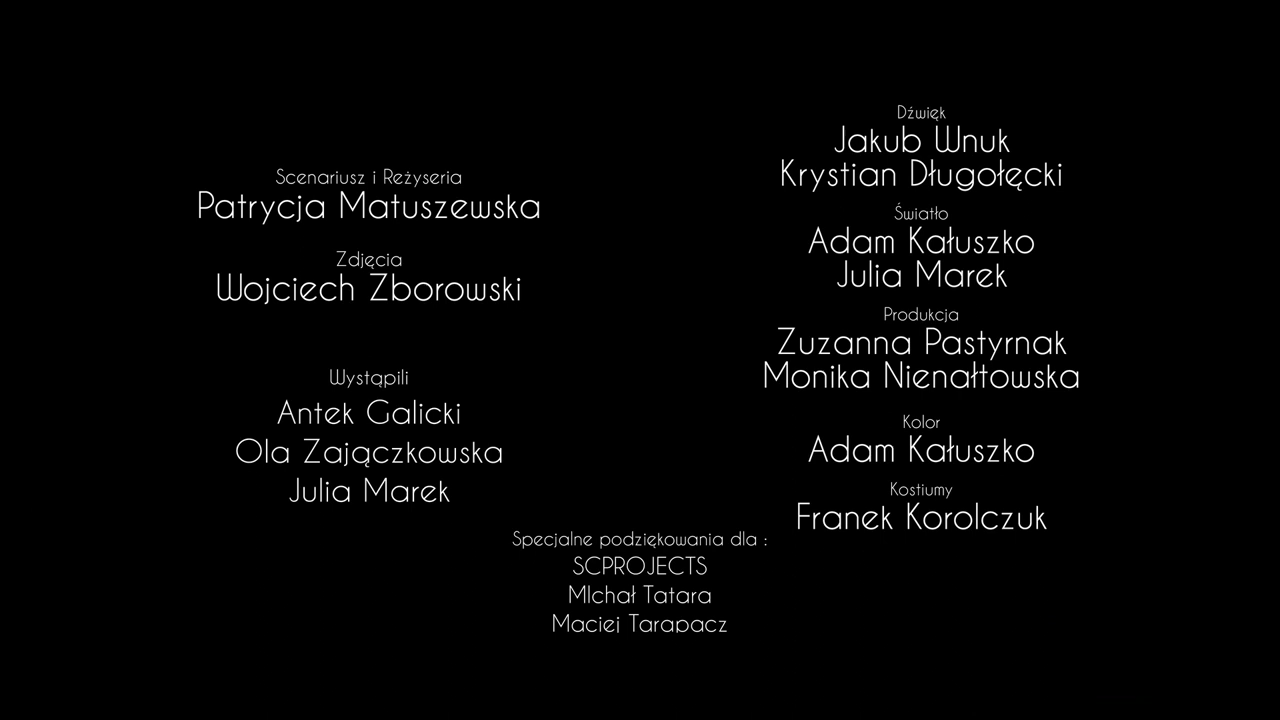 Scenariusz i Reżyseria
Patrycja Matuszewska
Zdjęcia
Wojciech Zborowski
Wystąpili
Antek Galicki
Ola Zajączkowska
Julia Marek
Dźwięk
Jakub Wnuk
Krystian Długołęcki
Światło
Adam Kałuszko
Julia Marek
Produkcja
Zuzanna Pastyrnak
Monika Nienałtowska
Kolor
Adam Kałuszko
Kostiumy
Franek Korolczuk
Specjalne podziękowania dla :
SCPROJECTS
MIchał Tatara
Maciej Tarapacz